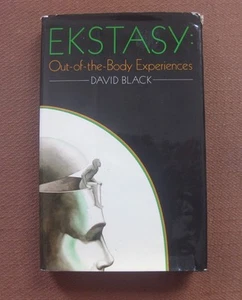 EKSTASY:
Out-of-the-Body Experiences
DAVID BLACK